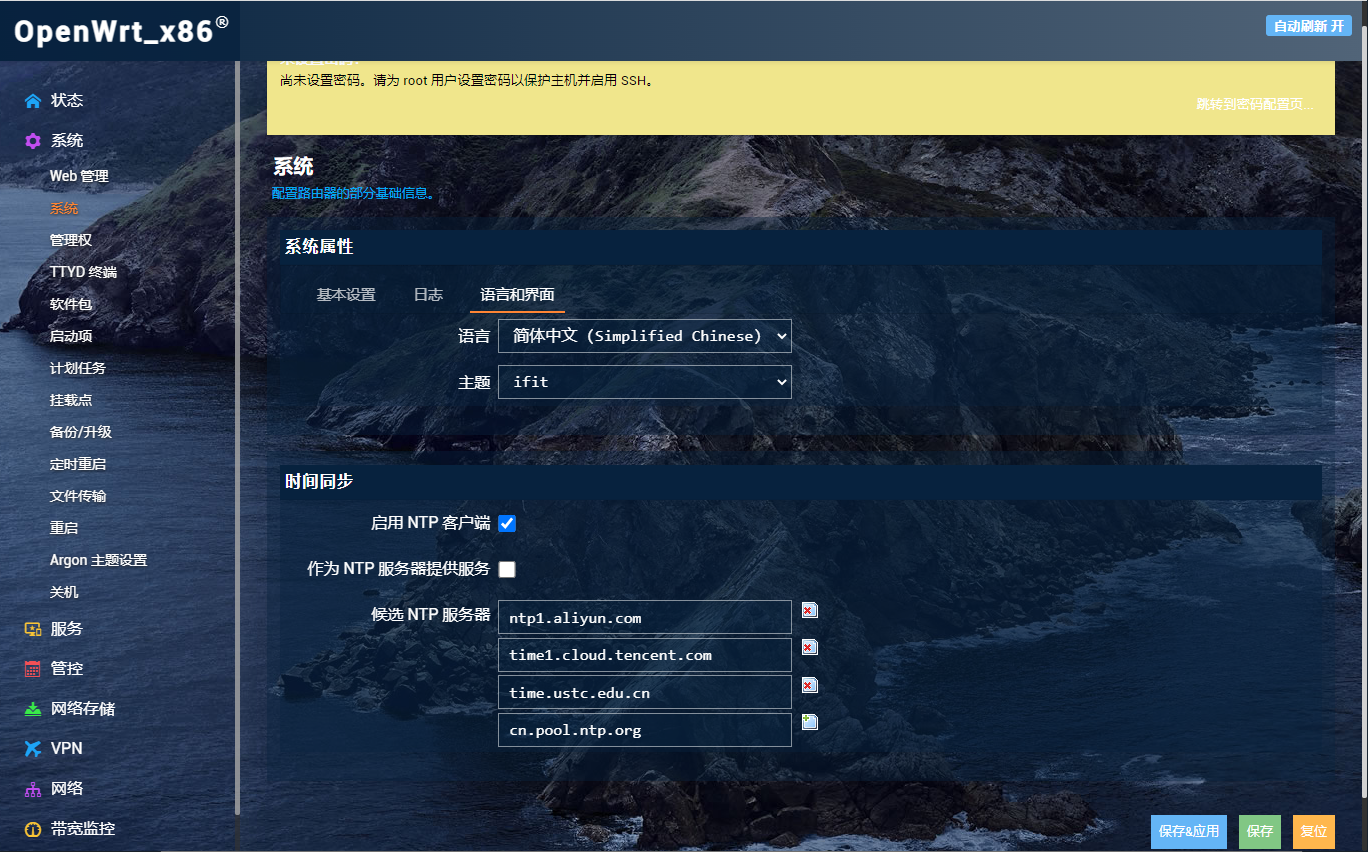 OpenWrt_x86®
自动刷新 开
尚未设置密码。请为 root 用户设置密码以保护主机并启用 SSH。
跳转到密码配置页...
状态
系统
Web 管理
系统
管理权
TTYD 终端
软件包
启动项
计划任务
挂载点
备份/升级
定时重启
文件传输
重启
Argon 主题设置
关机
服务
管控
网络存储
VPN
网络
带宽监控
系统
配置路由器的部分基础信息。
系统属性
基本设置 日志 语言和界面
语言 简体中文 (Simplified Chinese)
主题 ifit
时间同步
启用 NTP 客户端
作为 NTP 服务器提供服务
候选 NTP 服务器 ntp1.aliyun.com
time1.cloud.tencent.com
time.ustc.edu.cn
cn.pool.ntp.org
保存&应用 保存 复位